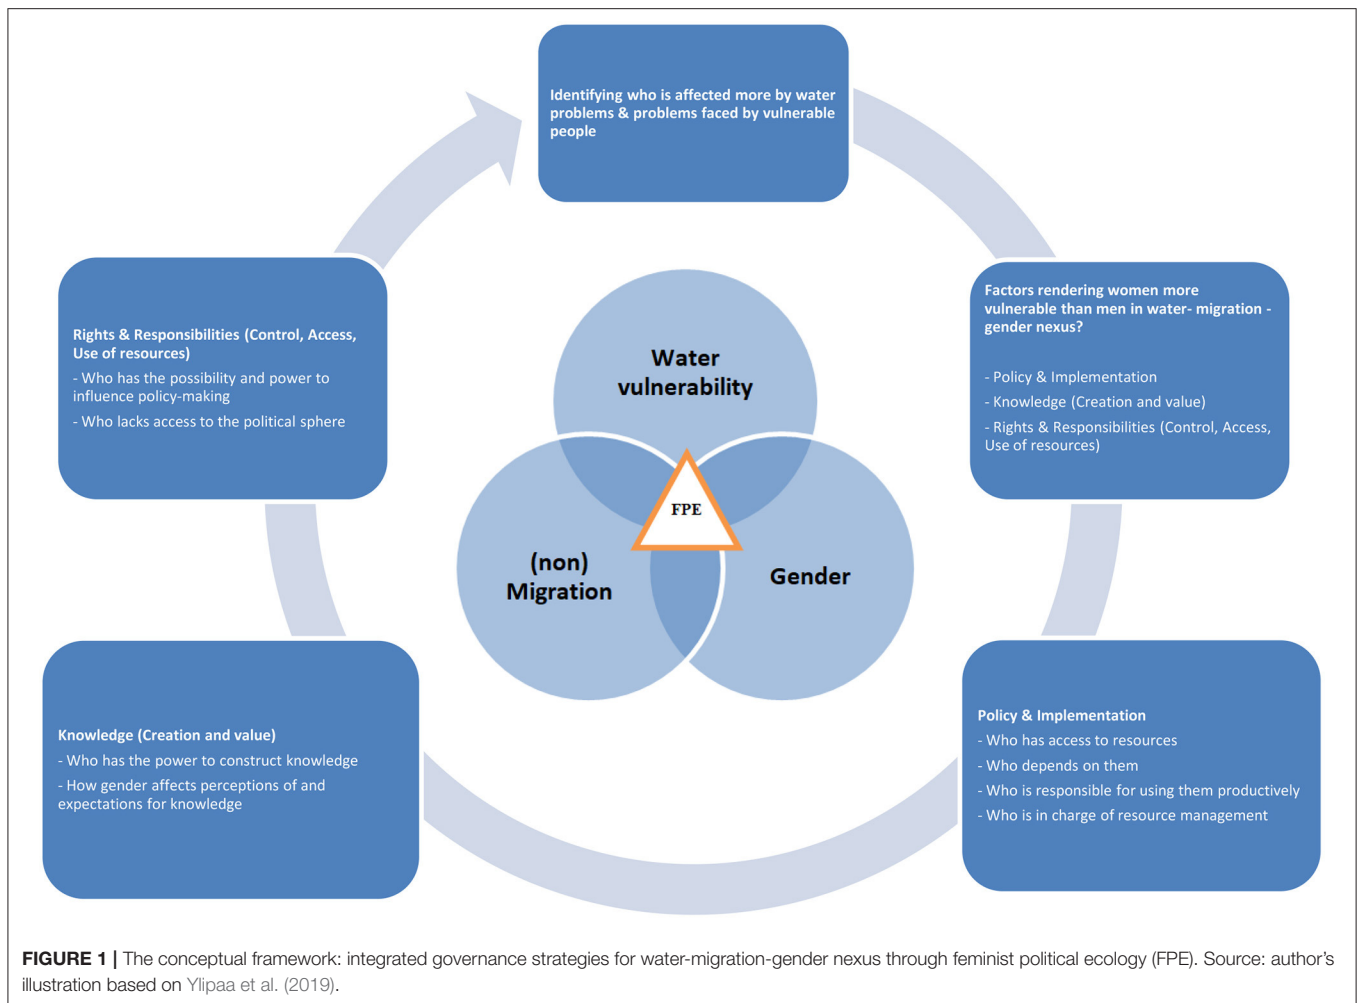 Identifying who is affected more by water
problems & problems faced by vulnerable
people
Factors rendering women more
vulnerable than men in water- migration -
gender nexus?
- Policy & Implementation
- Knowledge (Creation and value)
- Rights & Responsibilities (Control, Access,
Use of resources)
Policy & Implementation
- Who has access to resources
- Who depends on them
- Who is responsible for using them productively
- Who is in charge of resource management
Knowledge (Creation and value)
- Who has the power to construct knowledge
- How gender affects perceptions of and
expectations for knowledge
Rights & Responsibilities (Control, Access,
Use of resources)
- Who has the possibility and power to
influence policy-making
- Who lacks access to the political sphere
Water
vulnerability
FPE
(non)
Migration
Gender
FIGURE 1 | The conceptual framework: integrated governance strategies for water-migration-gender nexus through feminist political ecology (FPE). Source: author's
illustration based on Ylipaa et al. (2019).